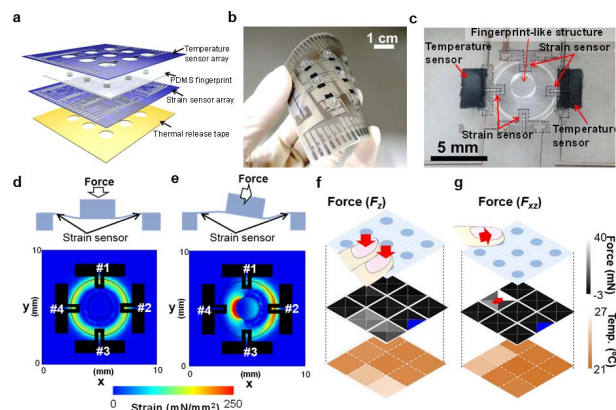 a
Temperature
sensor array
PDMS fingerprint
Strain sensor array
Thermal release tape
b
1 cm
c
Fingerprint-like structure
Temperature
sensor
Strain sensor
Strain sensor
Temperature
sensor
5 mm
d
Force
Strain sensor
10
y
(mm)
0
#1
#2
#3
#4
0
(mm)
10
x
e
Force
Strain sensor
10
y
(mm)
0
#1
#2
#3
#4
0
(mm)
10
x
0
250
Strain (mN/mm²)
f
Force (Fz)
g
Force (Fxz)
40
-3
Force (mN)
27
21
Temp. (°C)